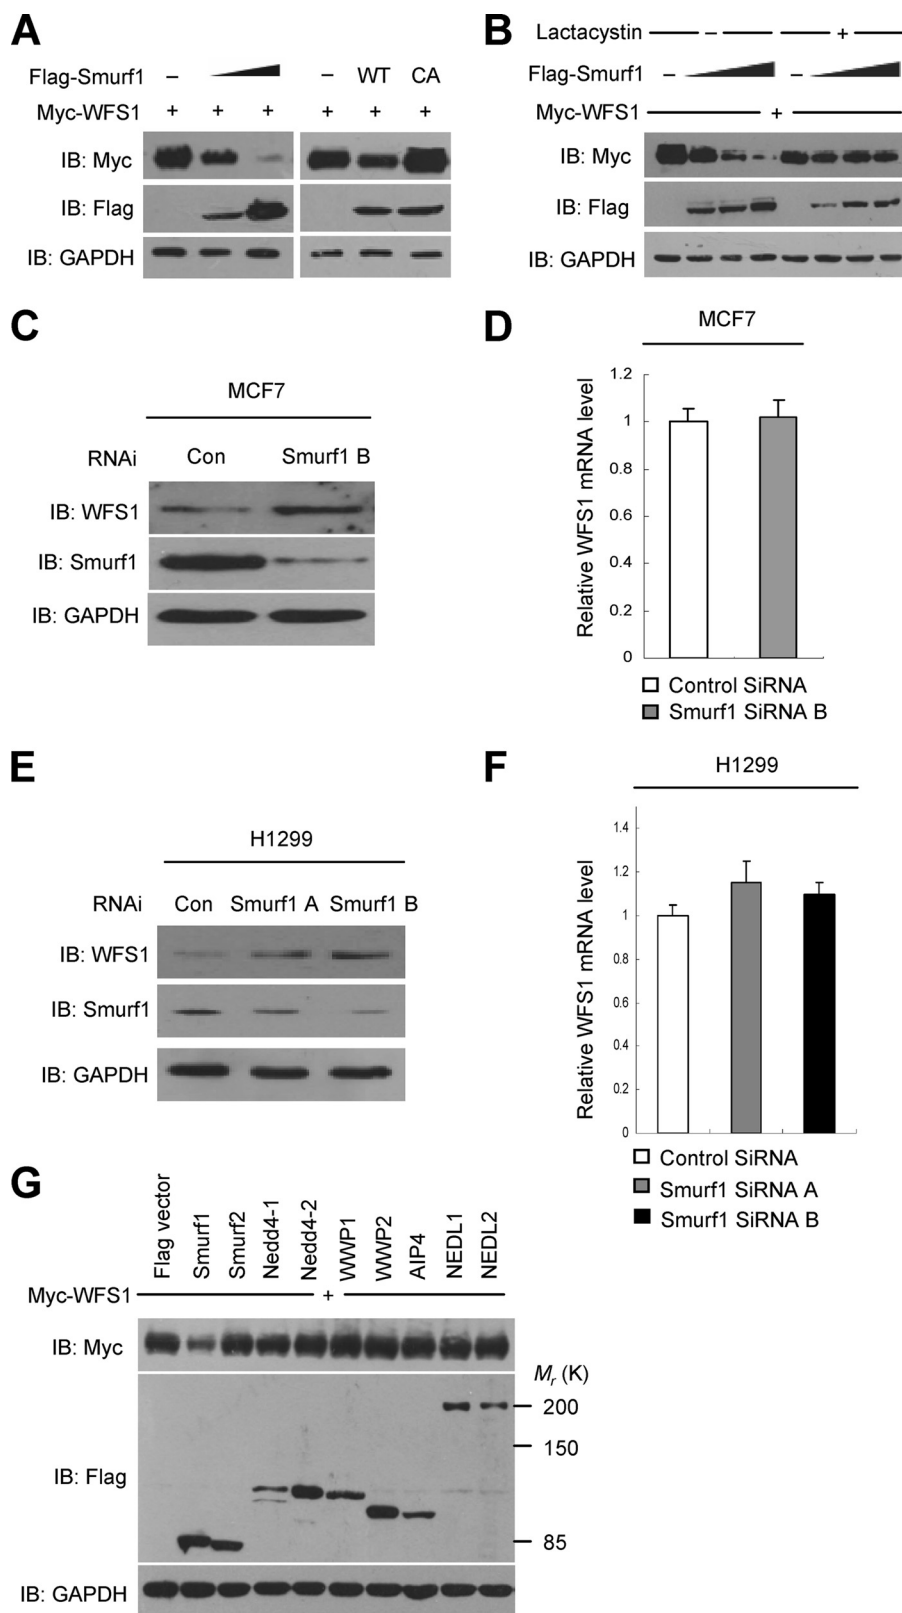 A
Flag-Smurf1 – – WT CA
Myc-WFS1 + + + + + +
IB: Myc
IB: Flag
IB: GAPDH
B
Lactacystin – +
Flag-Smurf1 – –
Myc-WFS1 +
IB: Myc
IB: Flag
IB: GAPDH
C
MCF7
RNAi Con Smurf1 B
IB: WFS1
IB: Smurf1
IB: GAPDH
D
MCF7
Relative WFS1 mRNA level
1.2
1
0.8
0.6
0.4
0.2
0
Control SiRNA
Smurf1 SiRNA B
E
H1299
RNAi Con Smurf1 A Smurf1 B
IB: WFS1
IB: Smurf1
IB: GAPDH
F
H1299
Relative WFS1 mRNA level
1.4
1.2
1
0.8
0.6
0.4
0.2
0
Control SiRNA
Smurf1 SiRNA A
Smurf1 SiRNA B
G
Flag vector
Smurf1
Smurf2
Nedd4-1
Nedd4-2
WWP1
WWP2
AIP4
NEDL1
NEDL2
Myc-WFS1 +
IB: Myc
Mr (K)
200
150
IB: Flag
85
IB: GAPDH